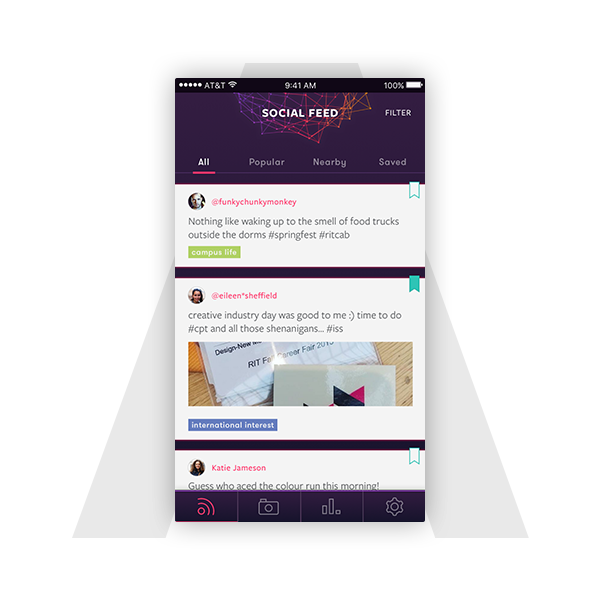 AT&T 9:41 AM 100%
SOCIAL FEED FILTER
All Popular Nearby Saved
@funkychunkymonkey
Nothing like waking up to the smell of food trucks
outside the dorms #springfest #ritcab
campus life
@eileen*sheffield
creative industry day was good to me :) time to do
#cpt and all those shenanigans... #iss
Design-New M
RIT Fall Career Fair 2015
international interest
Katie Jameson
Guess who aced the colour run this morning!